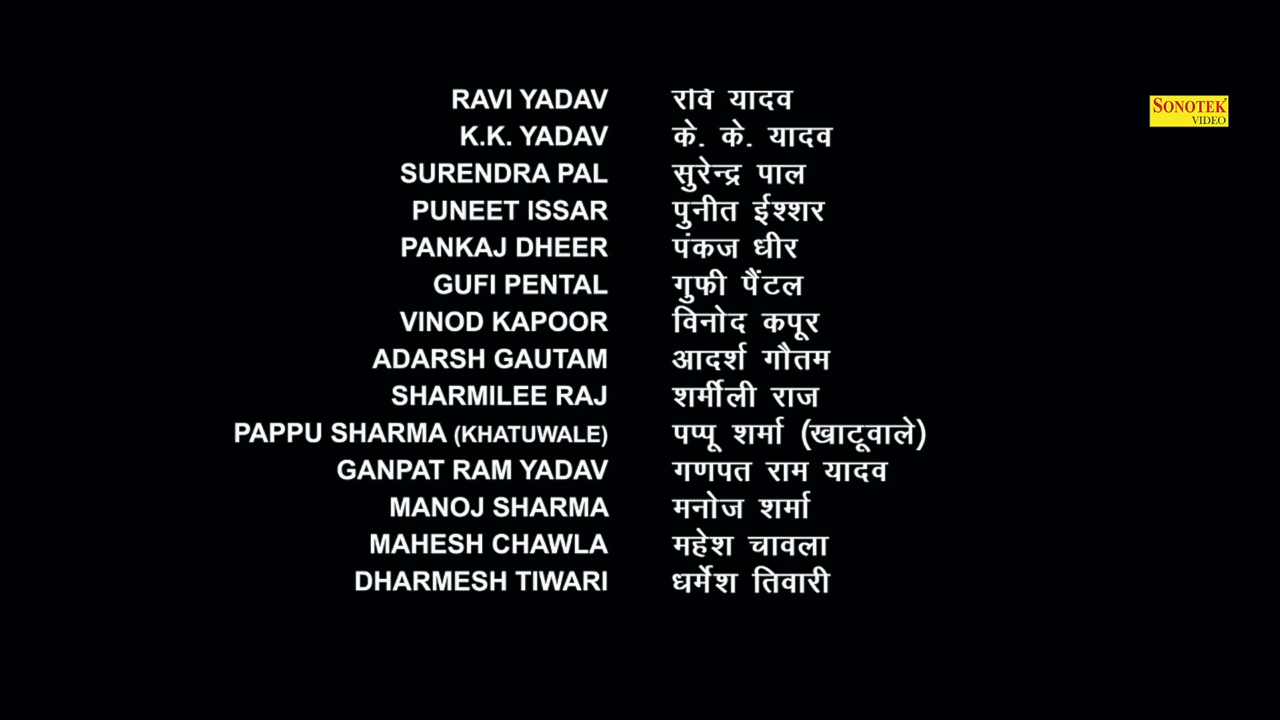 RAVI YADAV रवि यादव
K.K. YADAV के. के. यादव
SURENDRA PAL सुरेन्द्र पाल
PUNEET ISSAR पुनीत ईश्शर
PANKAJ DHEER पंकज धीर
GUFI PENTAL गुफी पैंटल
VINOD KAPOOR विनोद कपूर
ADARSH GAUTAM आदर्श गौतम
SHARMILEE RAJ शर्मीली राज
PAPPU SHARMA (KHATUWALE) पप्पू शर्मा (खाटूवाले)
GANPAT RAM YADAV गणपत राम यादव
MANOJ SHARMA मनोज शर्मा
MAHESH CHAWLA महेश चावला
DHARMESH TIWARI धर्मेश तिवारी
SONOTEK
VIDEO